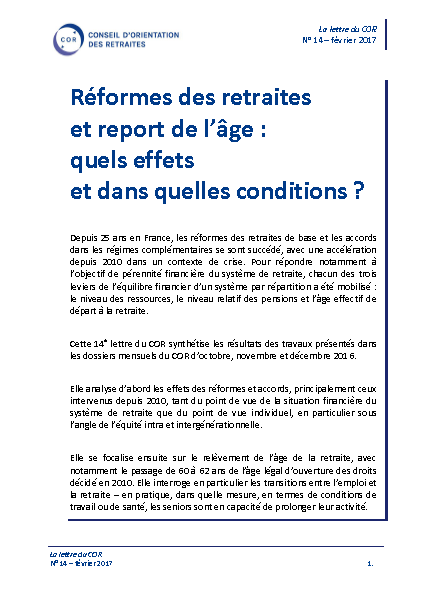 COR
CONSEIL D'ORIENTATION
DES RETRAITES
La lettre du COR
N° 14 – février 2017
Réformes des retraites
et report de l'âge :
quels effets
et dans quelles conditions ?
Depuis 25 ans en France, les réformes des retraites de base et les accords
dans les régimes complémentaires se sont succédé, avec une accélération
depuis 2010 dans un contexte de crise. Pour répondre notamment à
l'objectif de pérennité financière du système de retraite, chacun des trois
leviers de l'équilibre financier d'un système par répartition a été mobilisé :
le niveau des ressources, le niveau relatif des pensions et l'âge effectif de
départ à la retraite.
Cette 14e lettre du COR synthétise les résultats des travaux présentés dans
les dossiers mensuels du COR d'octobre, novembre et décembre 2016.
Elle analyse d'abord les effets des réformes et accords, principalement ceux
intervenus depuis 2010, tant du point de vue de la situation financière du
système de retraite que du point de vue individuel, en particulier sous
l'angle de l'équité intra et intergénérationnelle.
Elle se focalise ensuite sur le relèvement de l'âge de la retraite, avec
notamment le passage de 60 à 62 ans de l'âge légal d'ouverture des droits
décidé en 2010. Elle interroge en particulier les transitions entre l'emploi et
la retraite – en pratique, dans quelle mesure, en termes de conditions de
travail ou de santé, les seniors sont en capacité de prolonger leur activité.
La lettre du COR
N° 14 – février 2017
1.